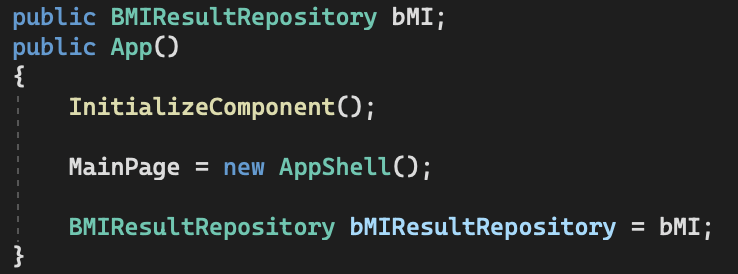 public BMIResultRepository bMI;
public App()
{
InitializeComponent();
MainPage = new AppShell();
BMIResultRepository bMIResultRepository = bMI;
}